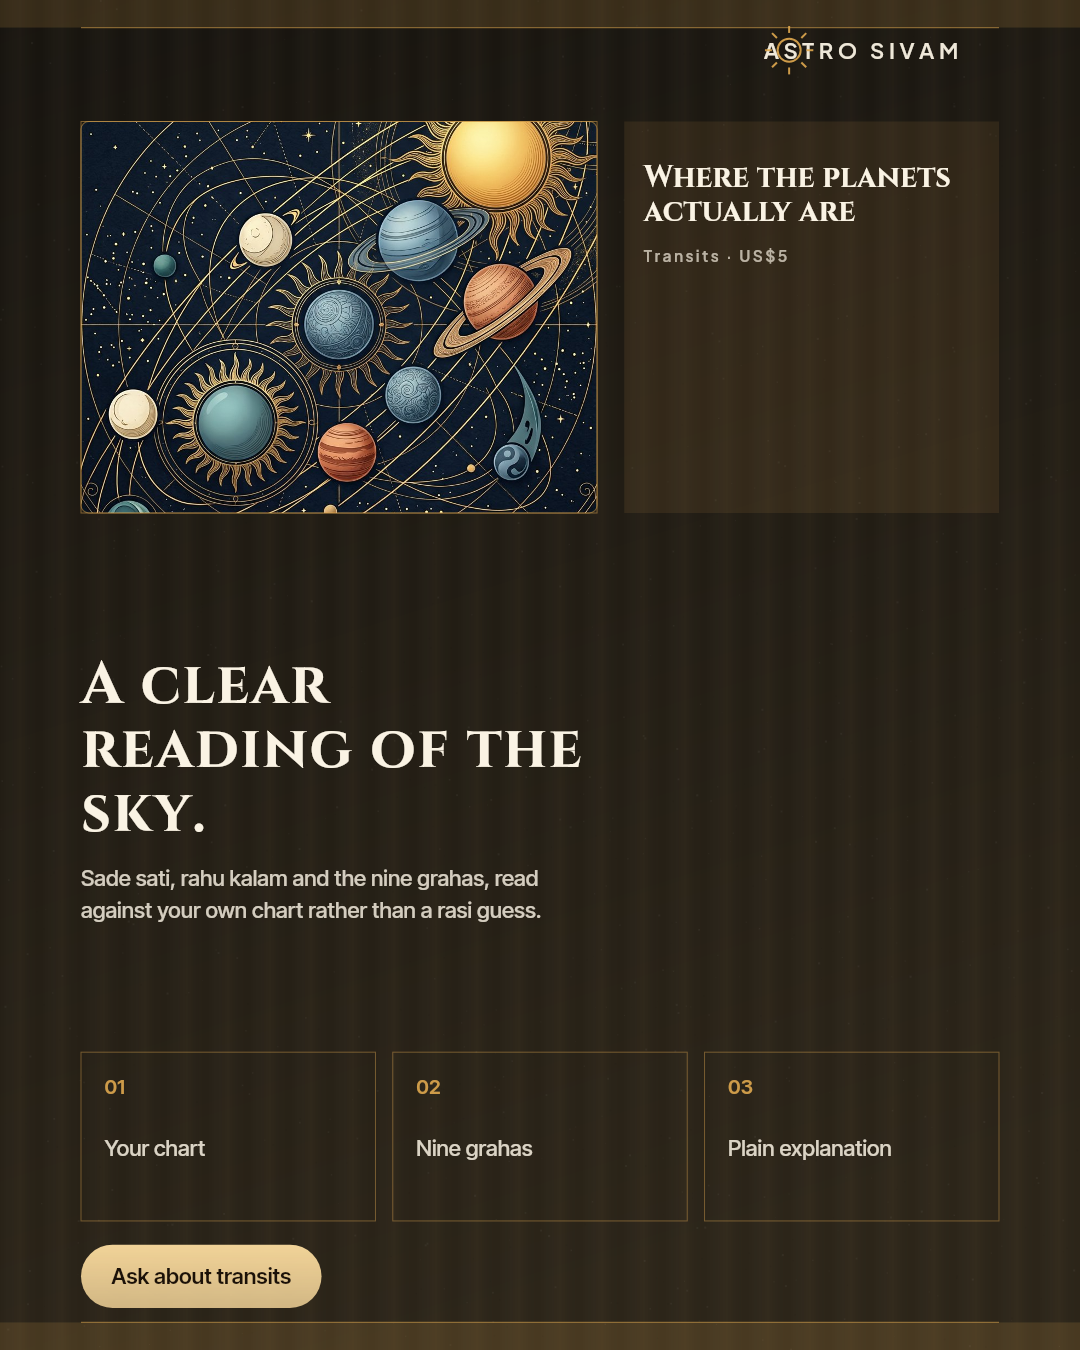 ASTRO SIVAM
Where the planets
actually are
Transits · US$5
A clear
reading of the
sky.
Sade sati, rahu kalam and the nine grahas, read
against your own chart rather than a rasi guess.
01
Your chart
02
Nine grahas
03
Plain explanation
Ask about transits